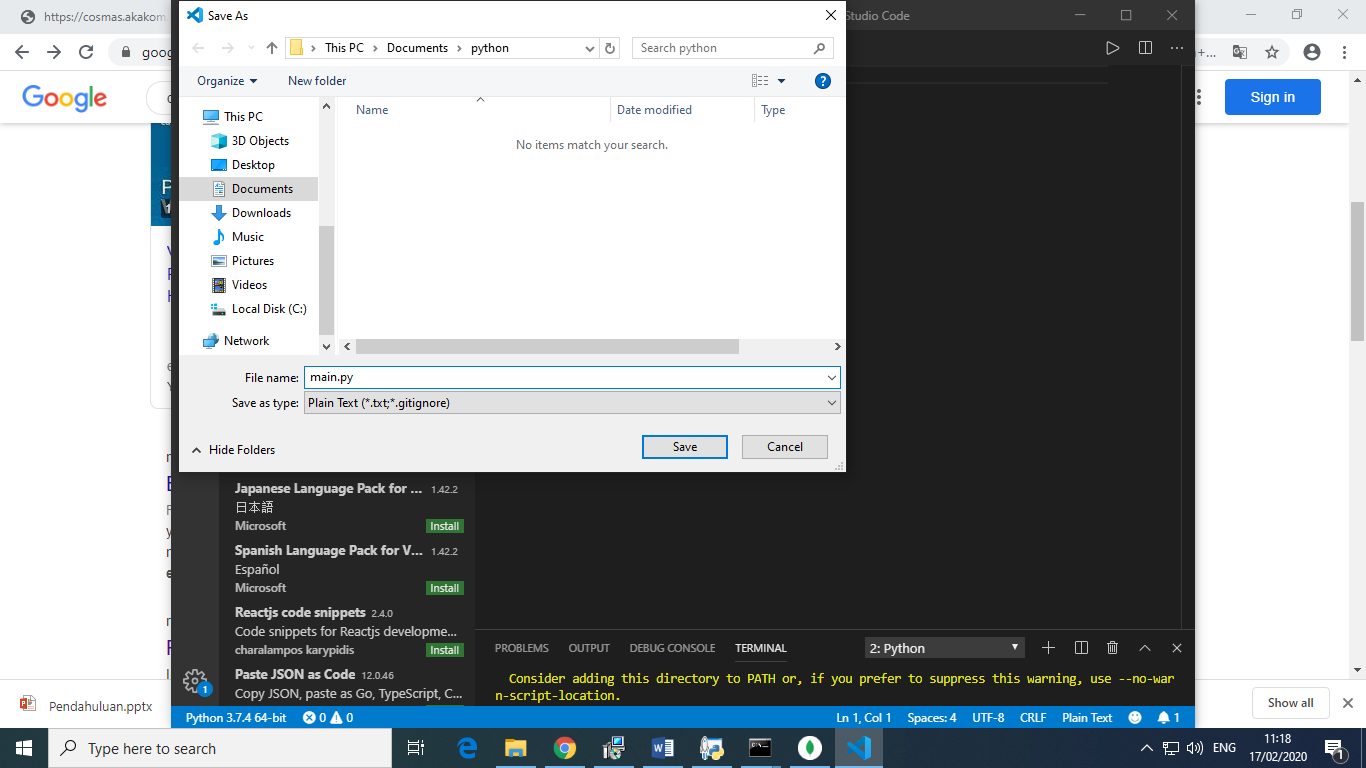 https://cosmas.akakom
Save As
Studio Code
This PC > Documents > python
Search python
goog
Organize
New folder
Google
Sign in
This PC
3D Objects
Desktop
Documents
Downloads
Music
Pictures
Videos
Local Disk (C:)
Network
Name
Date modified
Type
No items match your search.
File name:
main.py
Save as type:
Plain Text (*.txt;*.gitignore)
Hide Folders
Save
Cancel
Japanese Language Pack for ... 1.42.2
日本語
Microsoft
Install
Spanish Language Pack for V... 1.42.2
Español
Microsoft
Install
Reactjs code snippets 2.4.0
Code snippets for Reactjs developme...
charalampos karypidis
Install
Paste JSON as Code 12.0.46
Copy JSON, paste as Go, TypeScript, C...
1
PROBLEMS
OUTPUT
DEBUG CONSOLE
TERMINAL
2: Python
Consider adding this directory to PATH or, if you prefer to suppress this warning, use --no-war
n-script-location.
Python 3.7.4 64-bit
0
0
Ln 1, Col 1
Spaces: 4
UTF-8
CRLF
Plain Text
1
Pendahuluan.pptx
Show all
Type here to search
ENG
11:18
17/02/2020
1